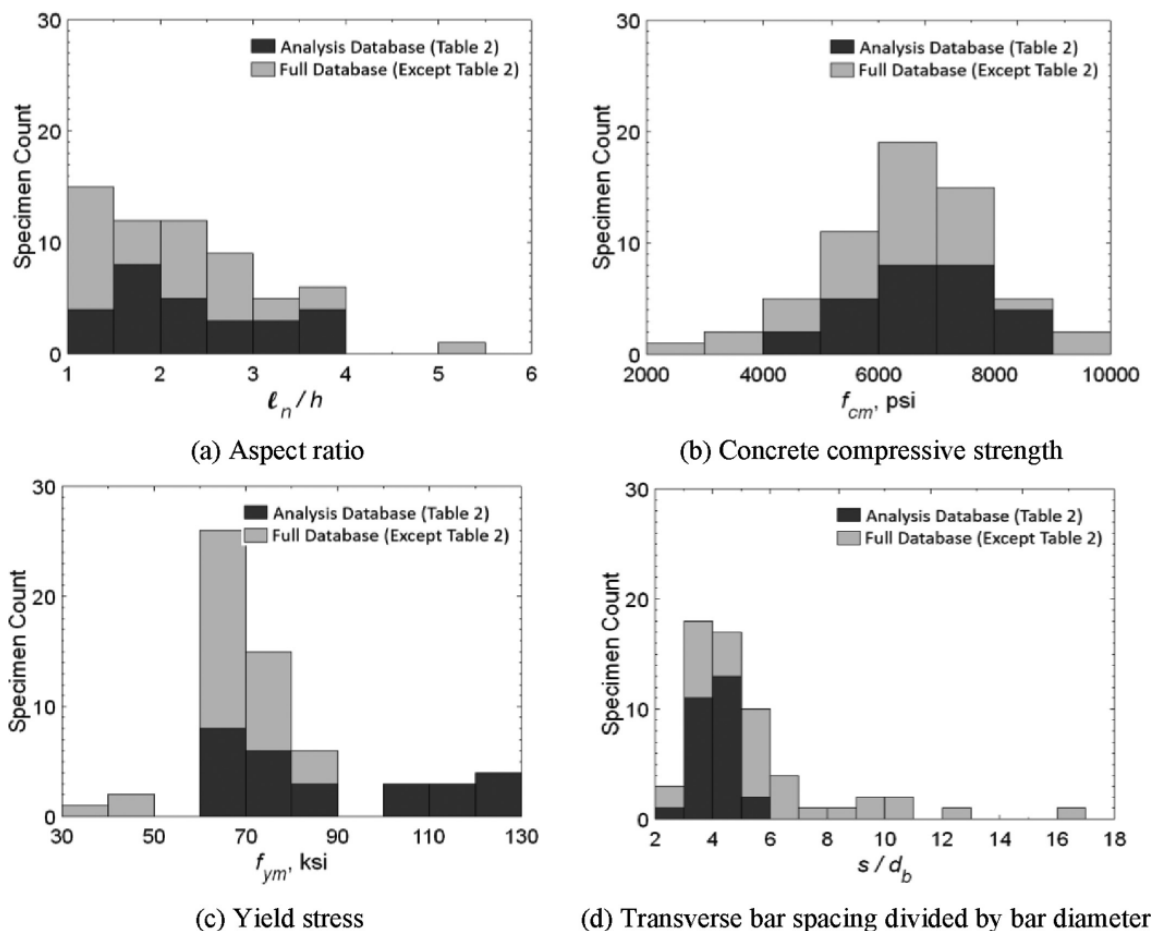 30
Analysis Database (Table 2)
Full Database (Except Table 2)
20
10
0
Specimen Count
1 2 3 4 5 6
ℓn / h
(a) Aspect ratio
30
Analysis Database (Table 2)
Full Database (Except Table 2)
20
10
0
Specimen Count
2000 4000 6000 8000 10000
fcm, psi
(b) Concrete compressive strength
30
Analysis Database (Table 2)
Full Database (Except Table 2)
20
10
0
Specimen Count
30 50 70 90 110 130
fym, ksi
(c) Yield stress
30
Analysis Database (Table 2)
Full Database (Except Table 2)
20
10
0
Specimen Count
2 4 6 8 10 12 14 16 18
s / db
(d) Transverse bar spacing divided by bar diameter